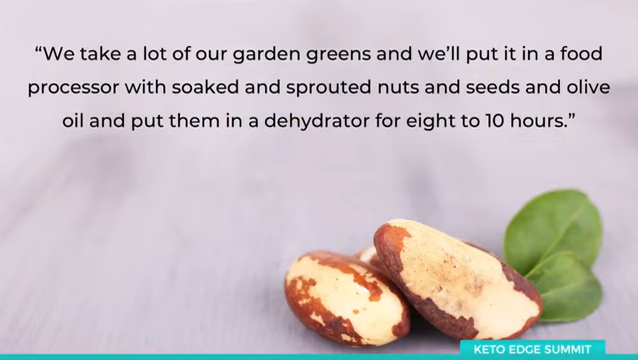 “We take a lot of our garden greens and we’ll put it in a food
processor with soaked and sprouted nuts and seeds and olive
oil and put them in a dehydrator for eight to 10 hours.”
KETO EDGE SUMMIT